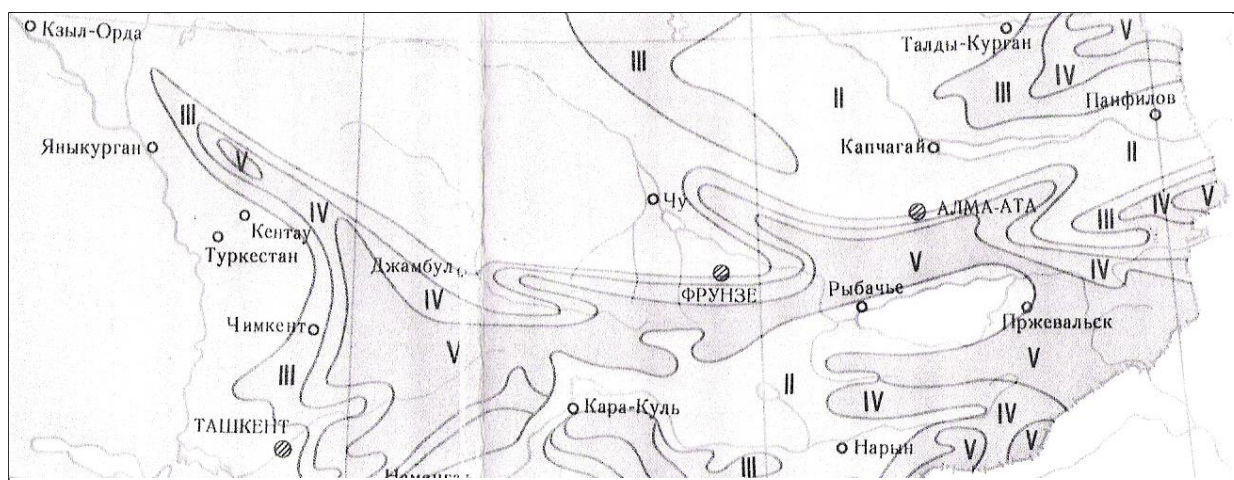 Кзыл-Орда
Талды-Курган
V
III
II
III
IV
Панфилов
III
Яныкурган
V
Капчагай
II
IV
Кентау
Туркестан
Чу
АЛМА-АТА
III
IV
V
Джамбул
IV
ФРУНЗЕ
V
IV
Рыбачье
Пржевальск
Чимкент
V
V
III
II
IV
IV
Кара-Куль
ТАШКЕНТ
Нарын
V
V
III